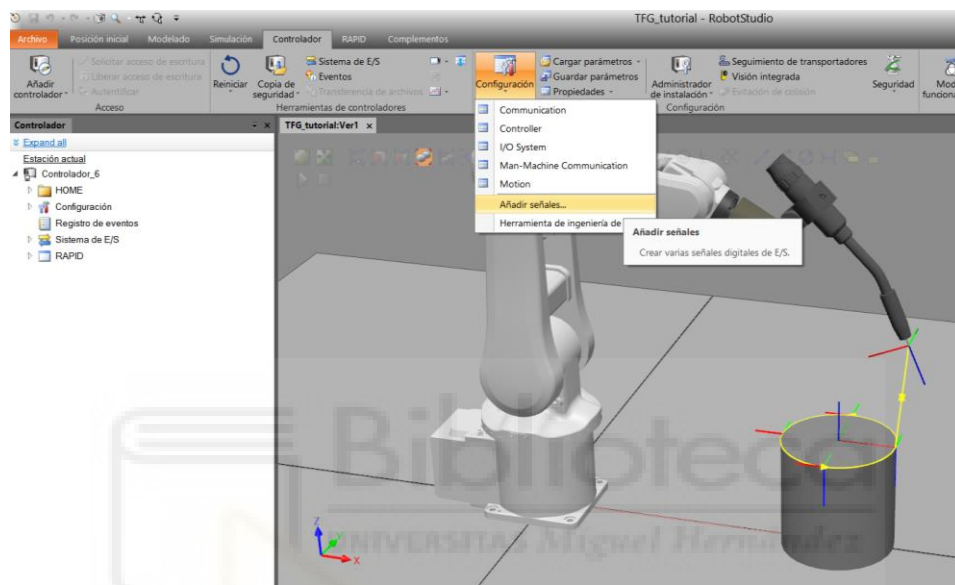 TFG_tutorial - RobotStudio
Archivo Posición inicial Modelado Simulación Controlador RAPID Complementos
Añadir controlador
Solicitar acceso de escritura
Liberar acceso de escritura
Autentificar
Acceso
Reiniciar
Copia de seguridad
Sistema de E/S
Eventos
Transferencia de archivos
Herramientas de controladores
Configuración
Cargar parámetros
Guardar parámetros
Propiedades
Administrador de instalación
Seguimiento de transportadores
Visión integrada
Evitación de colisión
Configuración
Seguridad
Controlador
TFG_tutorial:Ver1
Expand all
Estación actual
Controlador_6
HOME
Configuración
Registro de eventos
Sistema de E/S
RAPID
Communication
Controller
I/O System
Man-Machine Communication
Motion
Añadir señales...
Herramienta de ingeniería de
Añadir señales
Crear varias señales digitales de E/S.
Z
Y
X
Biblioteca
UNIVERSITAS Miguel Hernández